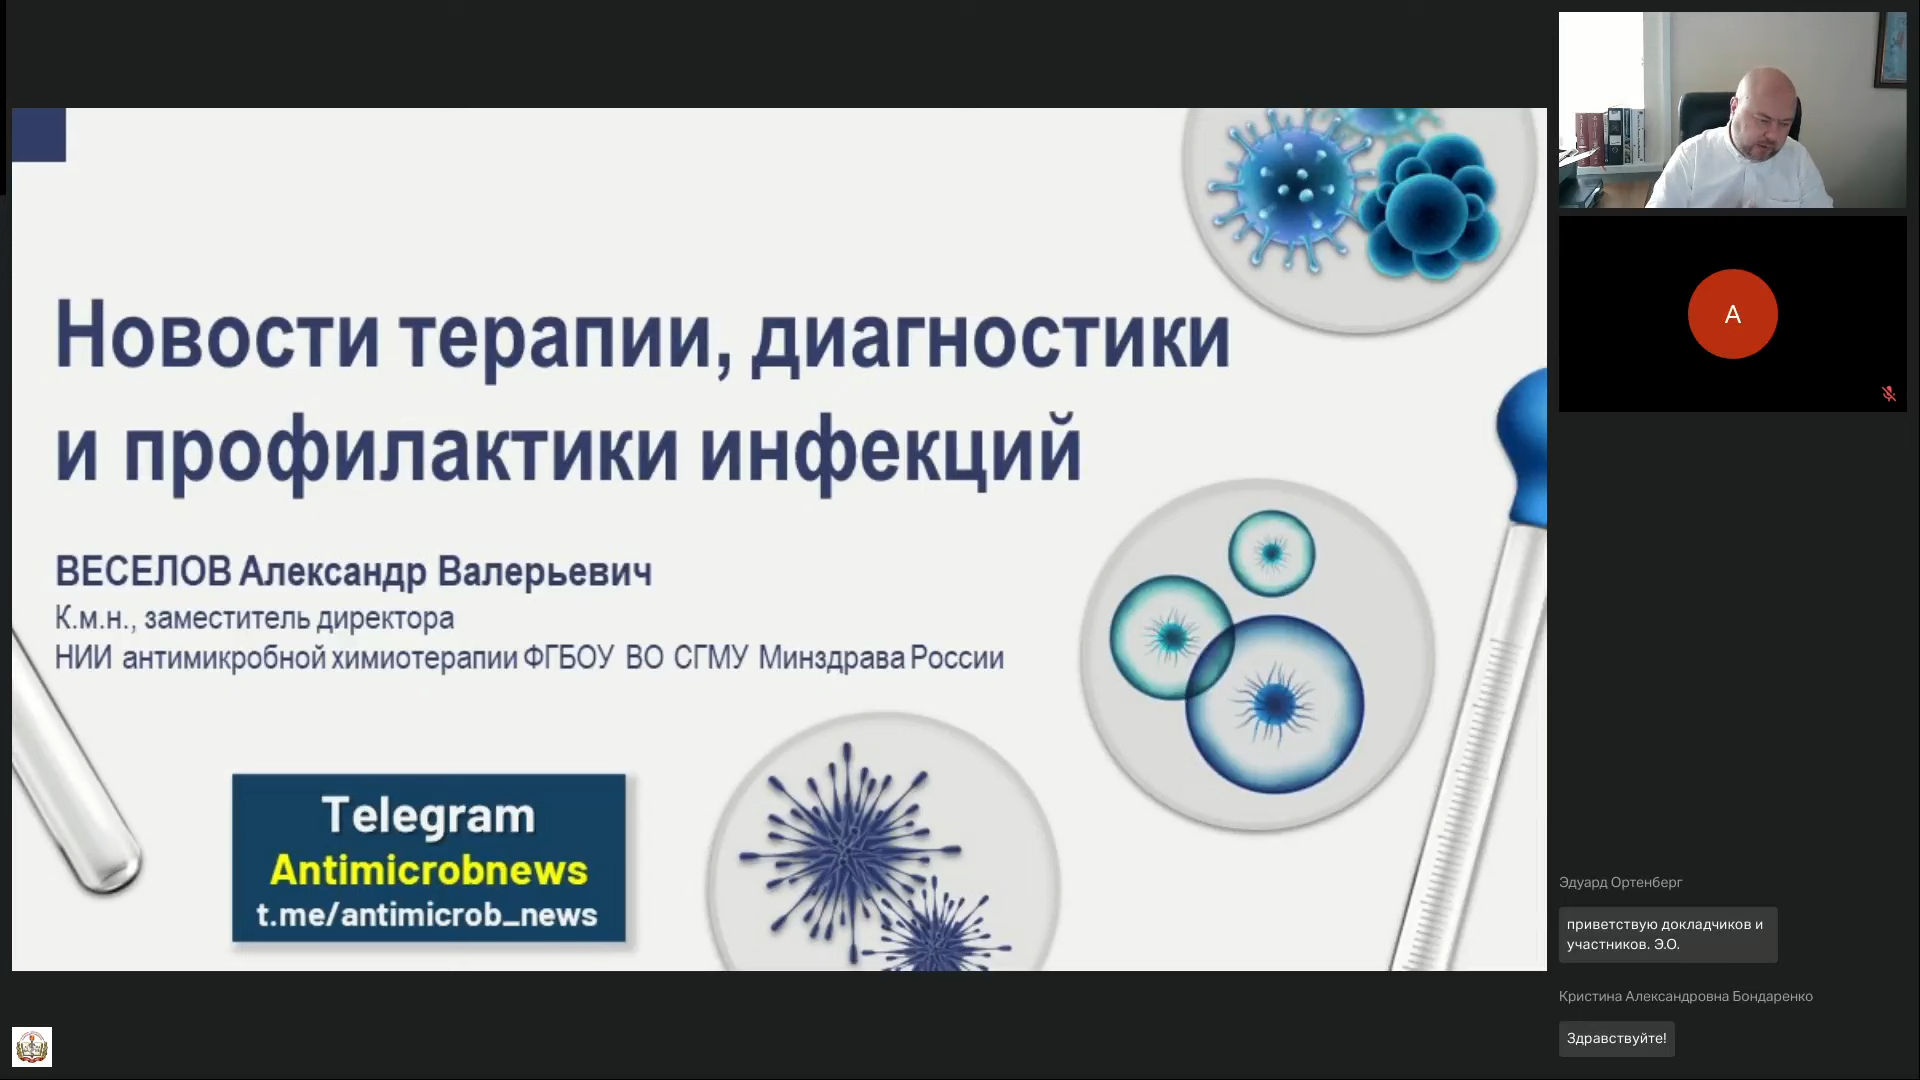 Новости терапии, диагностики
и профилактики инфекций
ВЕСЕЛОВ Александр Валерьевич
К.м.н., заместитель директора
НИИ антимикробной химиотерапии ФГБОУ ВО СГМУ Минздрава России
Telegram
Antimicrobnews
t.me/antimicrob_news
А
Эдуард Ортенберг
приветствую докладчиков и
участников. Э.О.
Кристина Александровна Бондаренко
Здравствуйте!